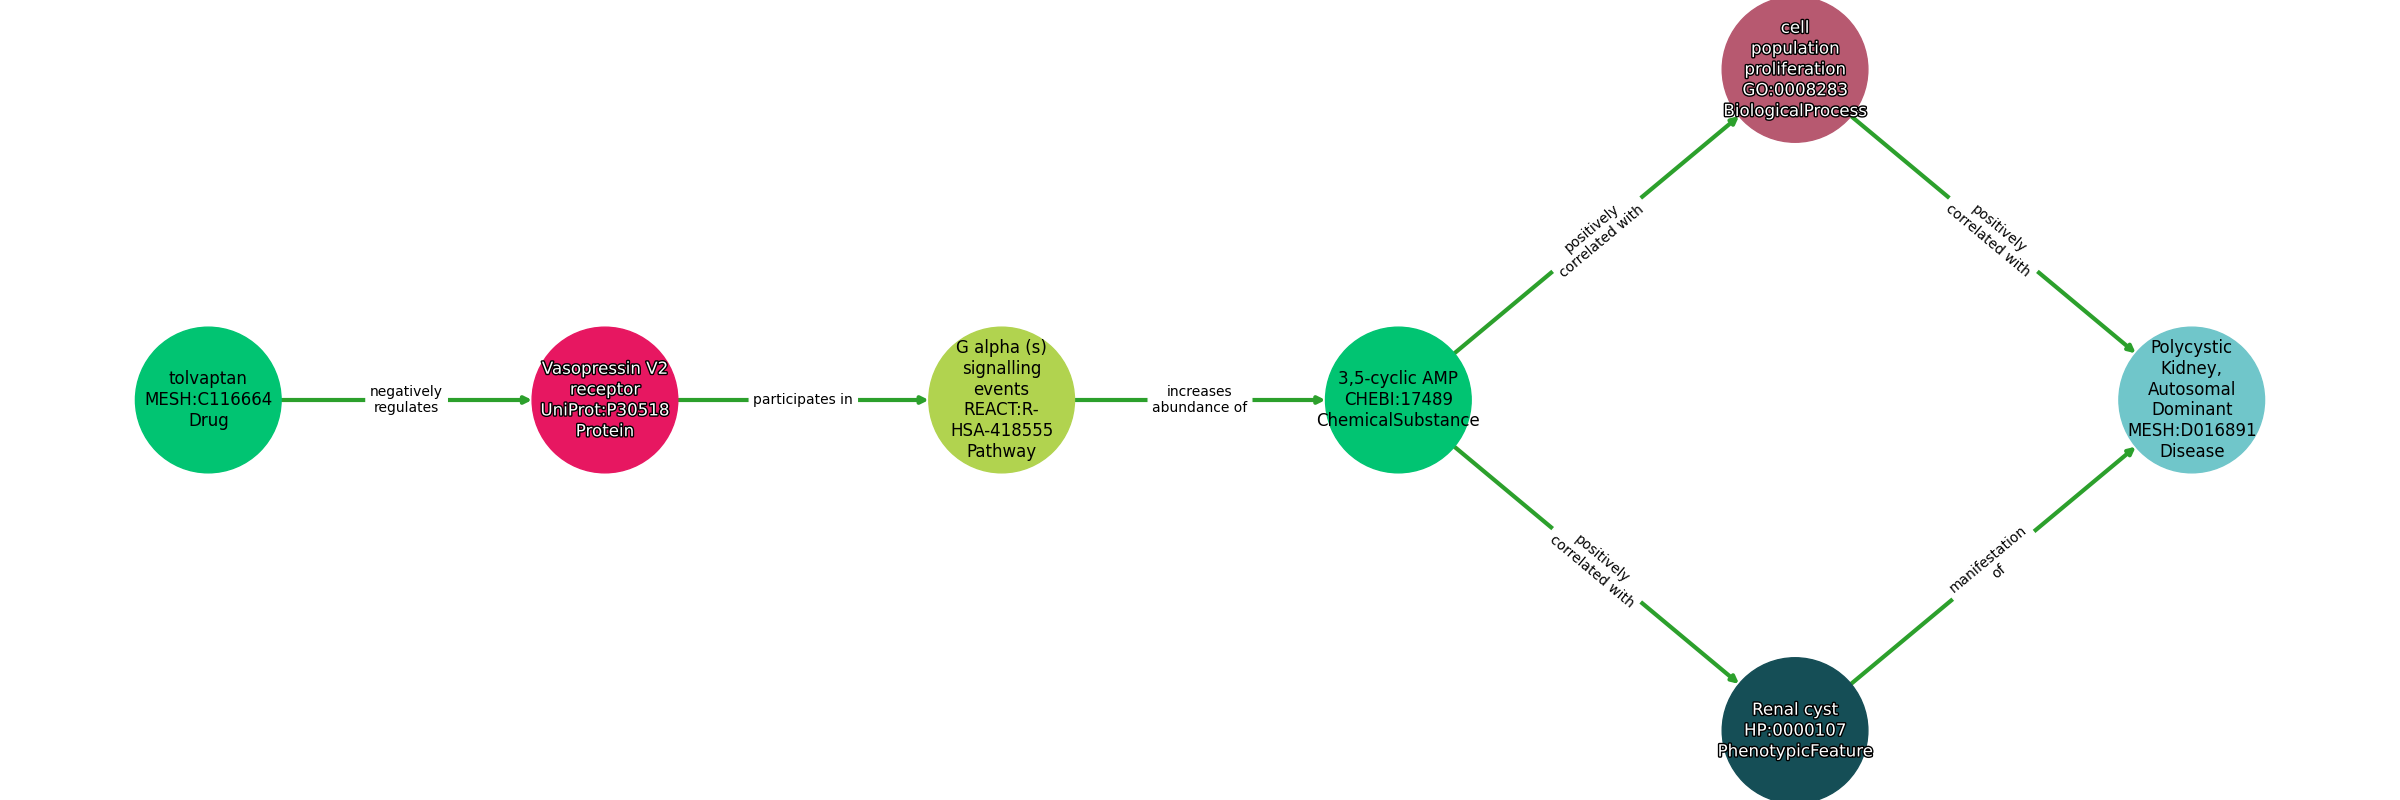 tolvaptan
MESH:C116664
Drug
negatively
regulates
Vasopressin V2
receptor
UniProt:P30518
Protein
participates in
G alpha (s)
signalling
events
REACT:R-
HSA-418555
Pathway
increases
abundance of
3,5-cyclic AMP
CHEBI:17489
ChemicalSubstance
positively
correlated with
cell
population
proliferation
GO:0008283
BiologicalProcess
positively
correlated with
positively
correlated with
Renal cyst
HP:0000107
PhenotypicFeature
manifestation
of
Polycystic
Kidney,
Autosomal
Dominant
MESH:D016891
Disease